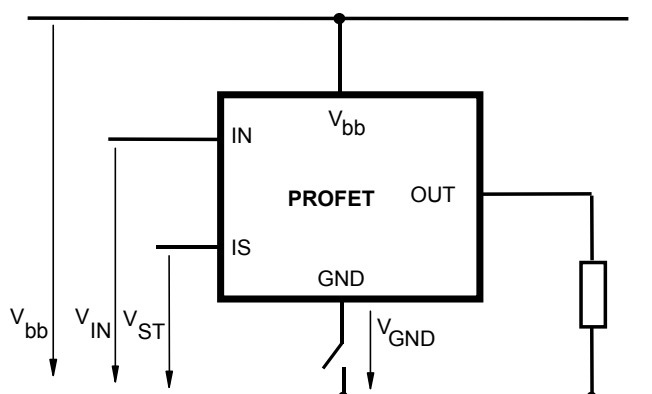 Vbb
IN
PROFET
OUT
IS
GND
Vbb
VIN
VST
VGND